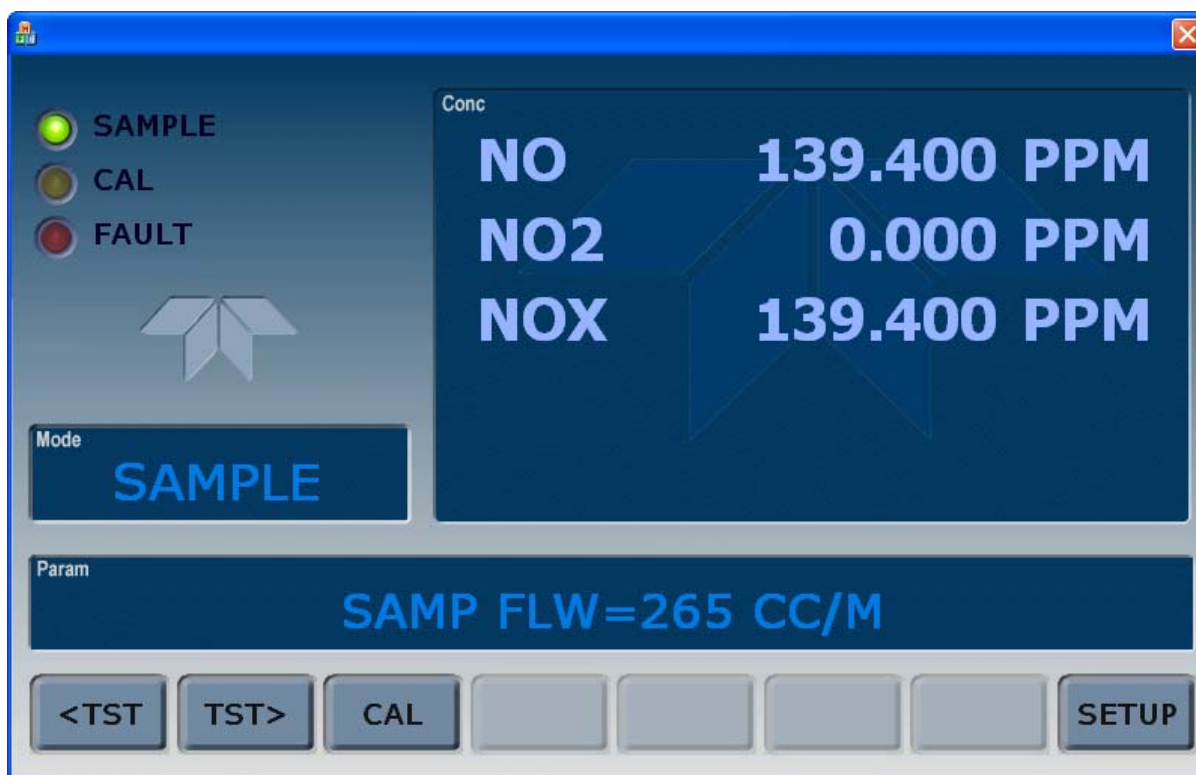 SAMPLE
CAL
FAULT
Conc
NO 139.400 PPM
NO2 0.000 PPM
NOX 139.400 PPM
Mode
SAMPLE
Param
SAMP FLW=265 CC/M
<TST TST> CAL SETUP